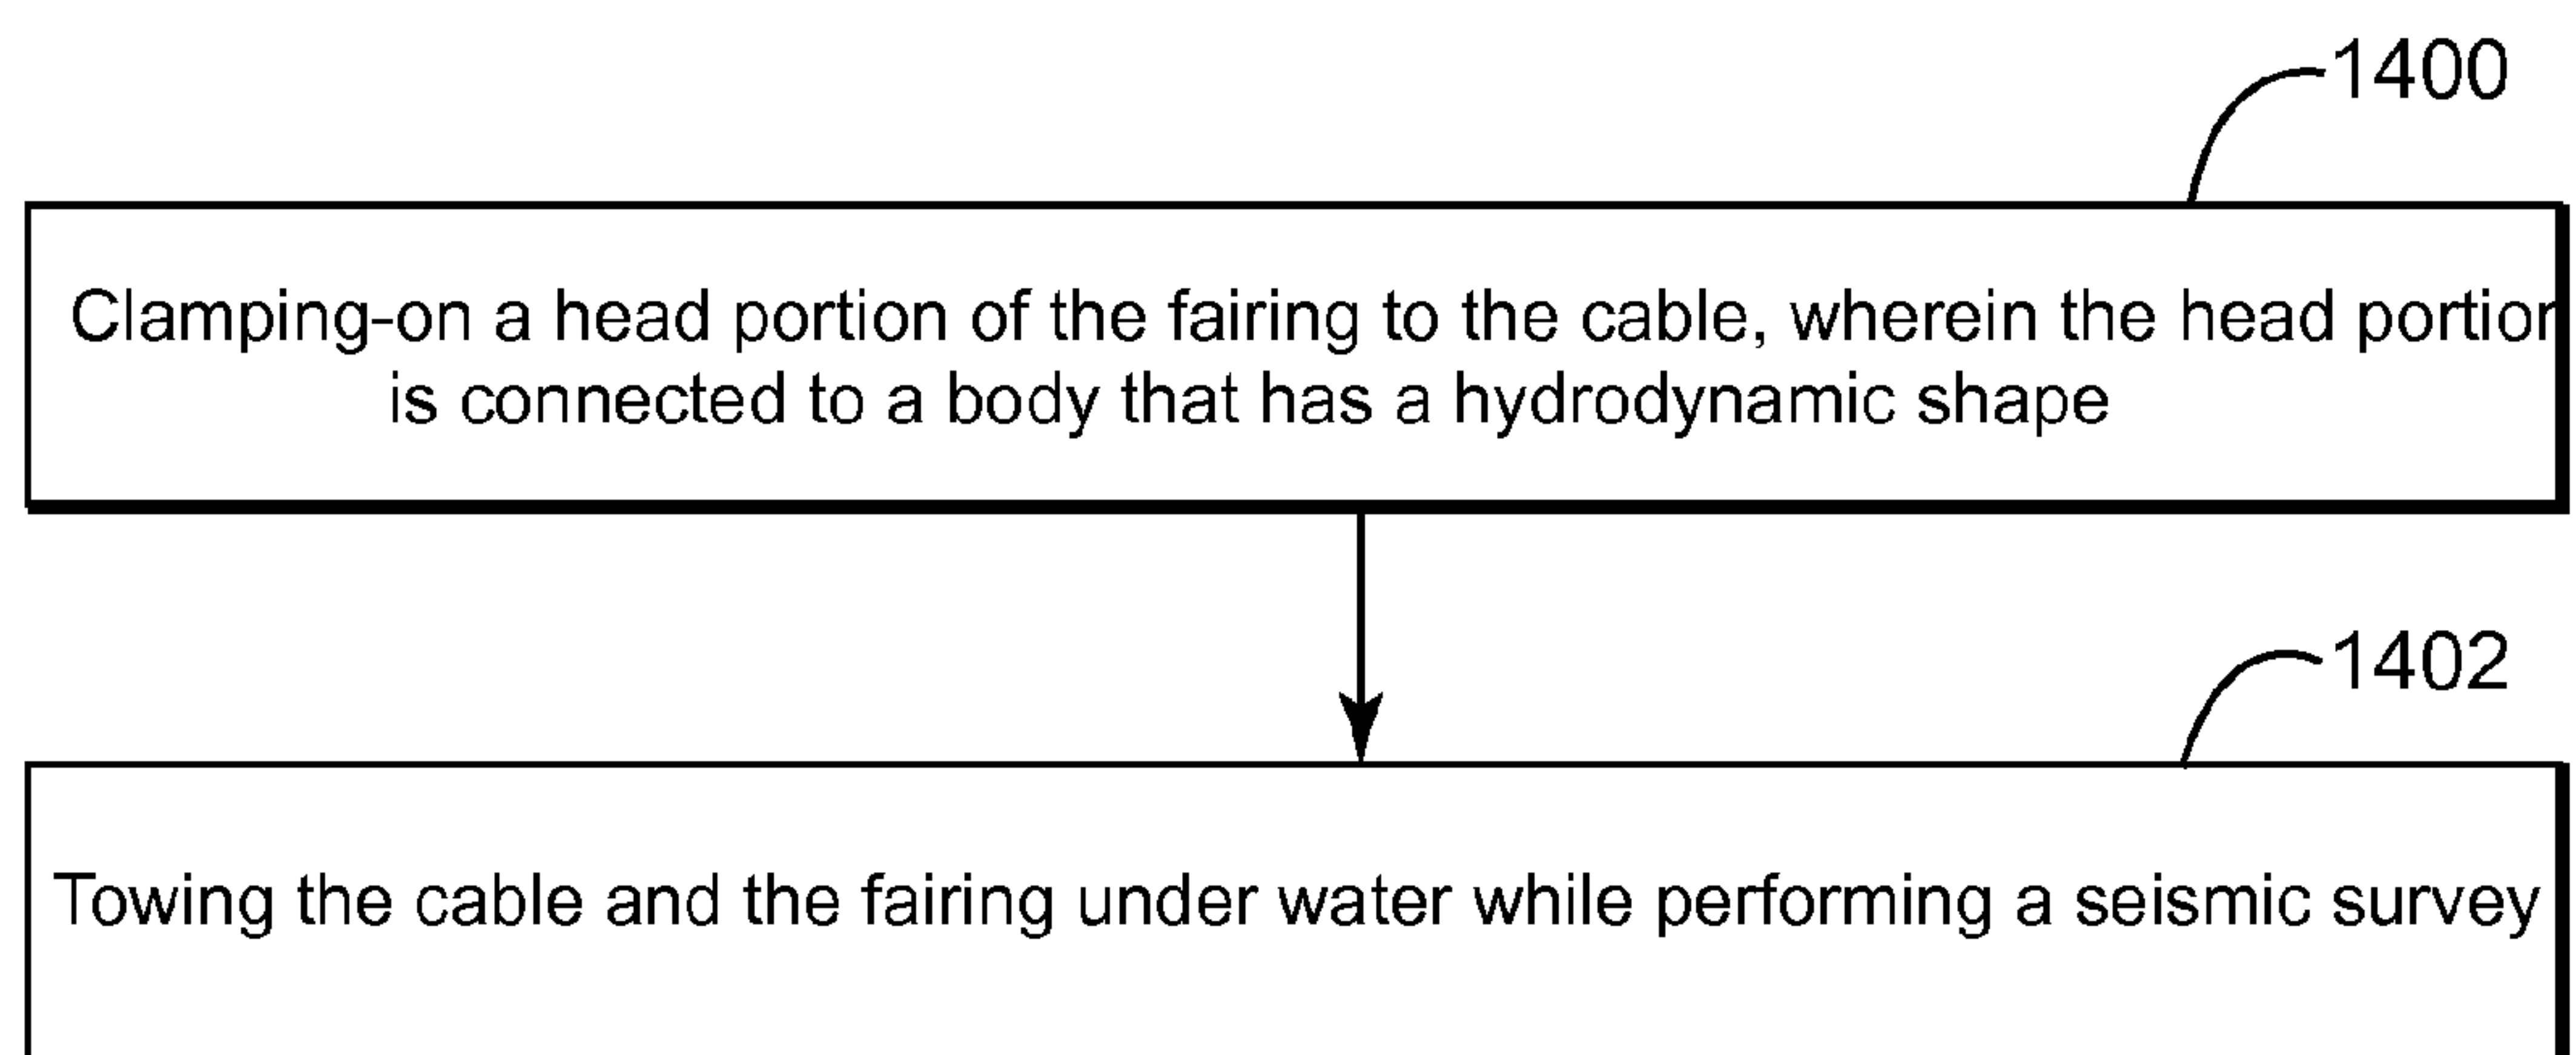 1400
Clamping-on a head portion of the fairing to the cable, wherein the head portion
is connected to a body that has a hydrodynamic shape
1402
Towing the cable and the fairing under water while performing a seismic survey